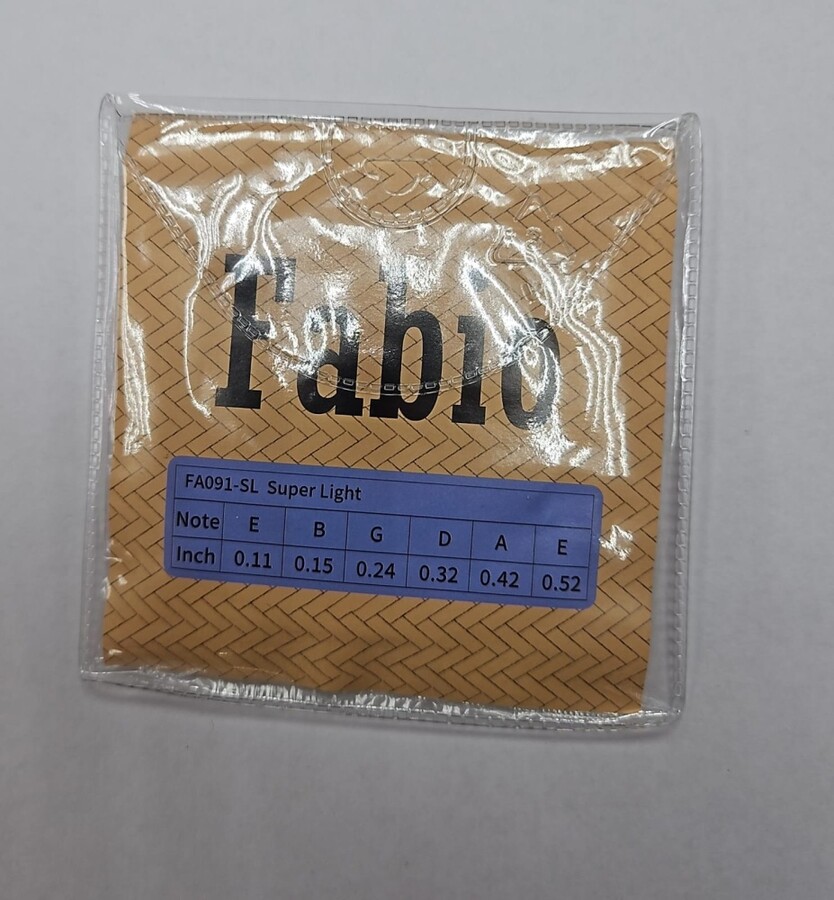 Fabio
FA091-SL Super Light
Note E B G D A E
Inch 0.11 0.15 0.24 0.32 0.42 0.52